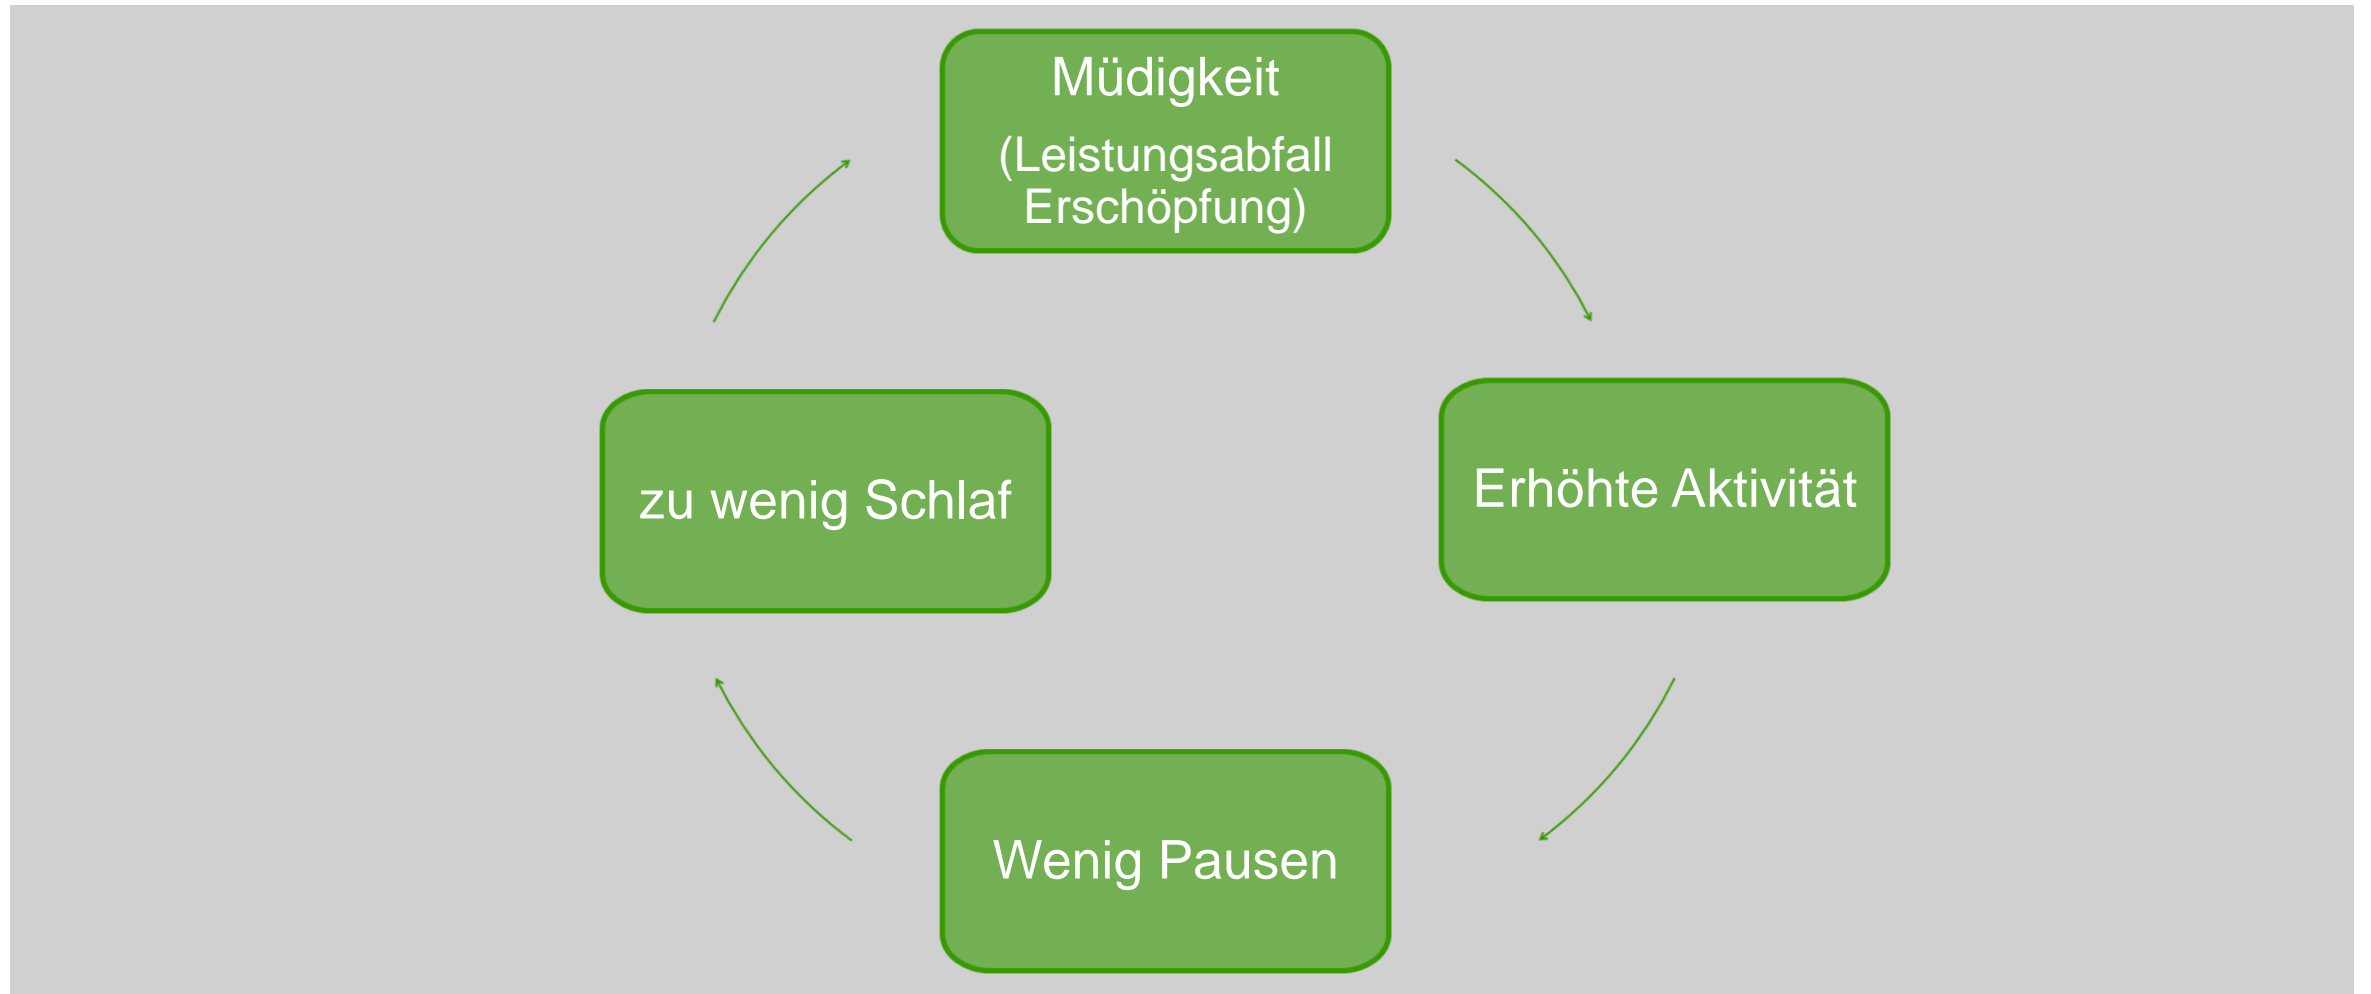 Müdigkeit
(Leistungsabfall
Erschöpfung)
zu wenig Schlaf
Erhöhte Aktivität
Wenig Pausen